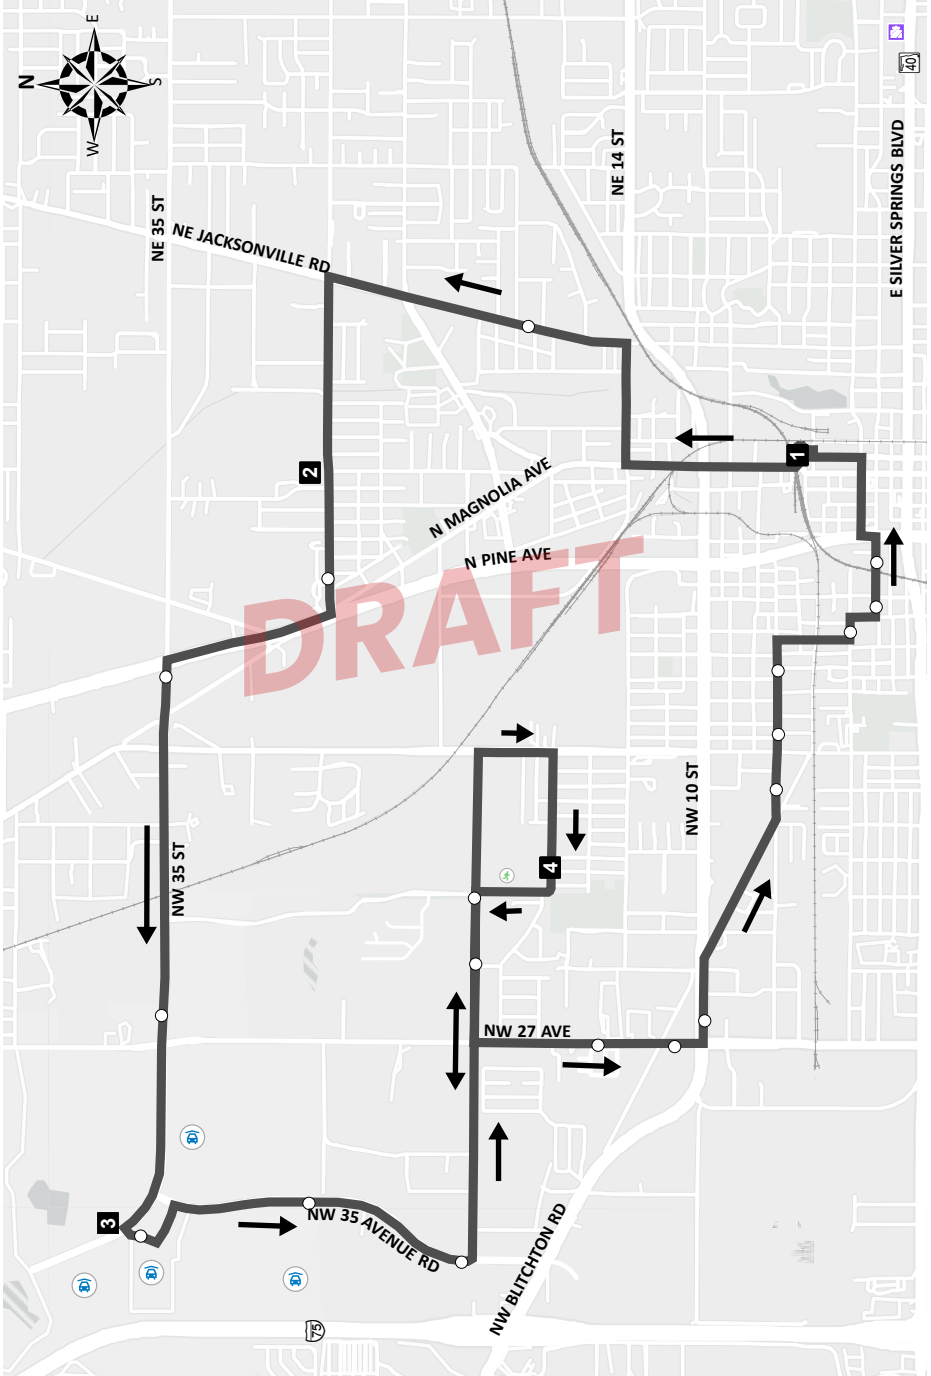 E
N
S
W
40
NE 14 ST
E SILVER SPRINGS BLVD
NE 35 ST
NE JACKSONVILLE RD
2
1
N MAGNOLIA AVE
N PINE AVE
DRAFT
NW 10 ST
NW 35 ST
4
NW 27 AVE
3
NW 35 AVENUE RD
NW BLITCHTON RD
75